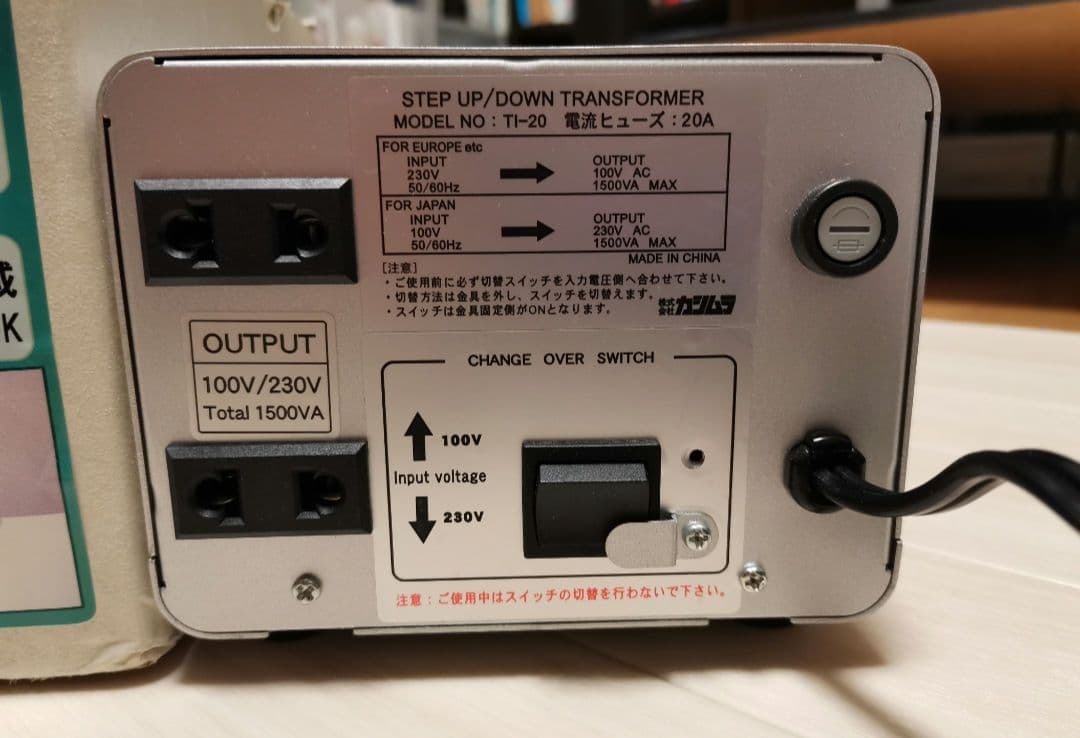 STEP UP/DOWN TRANSFORMER
MODEL NO : TI-20 電流ヒューズ : 20A
FOR EUROPE etc
INPUT OUTPUT
230V 100V AC
50/60Hz 1500VA MAX
FOR JAPAN
INPUT OUTPUT
100V 230V AC
50/60Hz 1500VA MAX
MADE IN CHINA
[注意]
・ご使用前に必ず切替スイッチを入力電圧側へ合わせて下さい。
・切替方法は金具を外し、スイッチを切替えます。
・スイッチは金具固定側がONとなります。
株式会社カシムラ
OUTPUT
100V/230V
Total 1500VA
CHANGE OVER SWITCH
100V
Input voltage
230V
注意 : ご使用中はスイッチの切替を行わないで下さい。
K